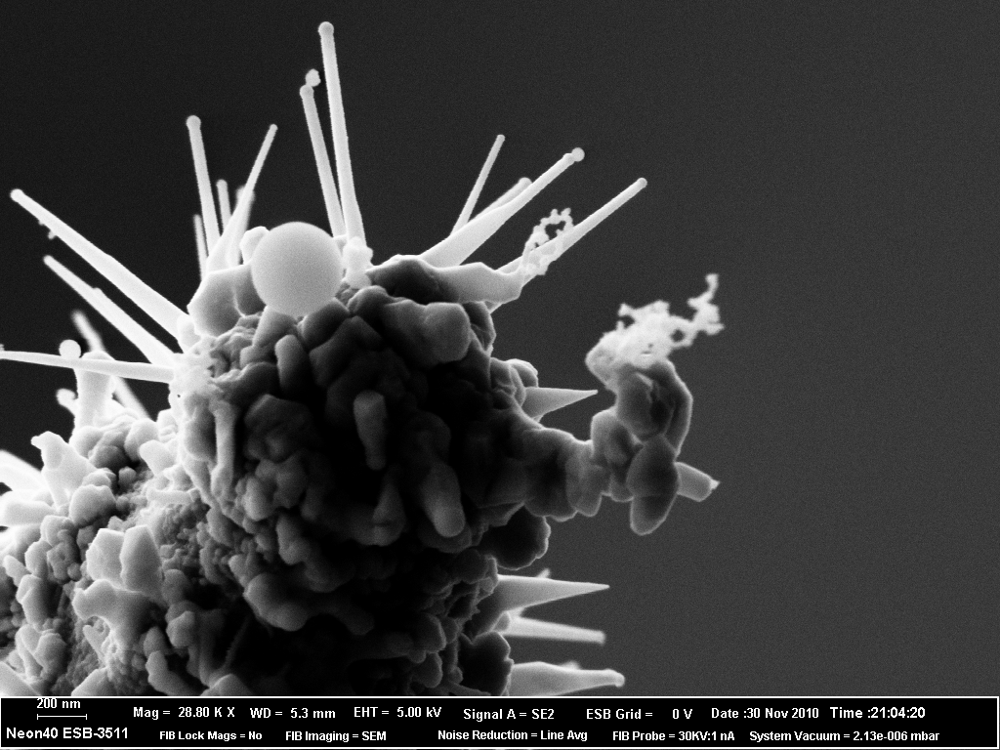 200 nm
Mag = 28.80 K X WD = 5.3 mm EHT = 5.00 kV Signal A = SE2 ESB Grid = 0 V Date :30 Nov 2010 Time :21:04:20
Neon40 ESB-3511 FIB Lock Mags = No FIB Imaging = SEM Noise Reduction = Line Avg FIB Probe = 30KV:1 nA System Vacuum = 2.13e-006 mbar